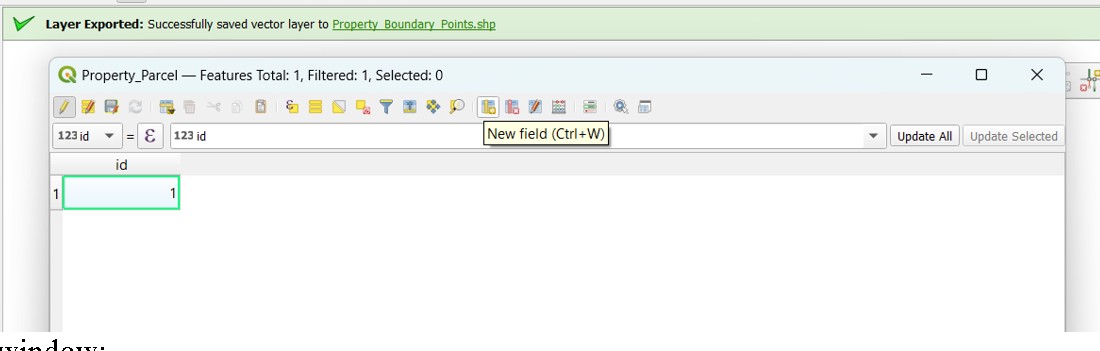 Layer Exported: Successfully saved vector layer to Property_Boundary_Points.shp
Property_Parcel — Features Total: 1, Filtered: 1, Selected: 0
123 id = ε 123 id Update All Update Selected
New field (Ctrl+W)
id
1 1
window: